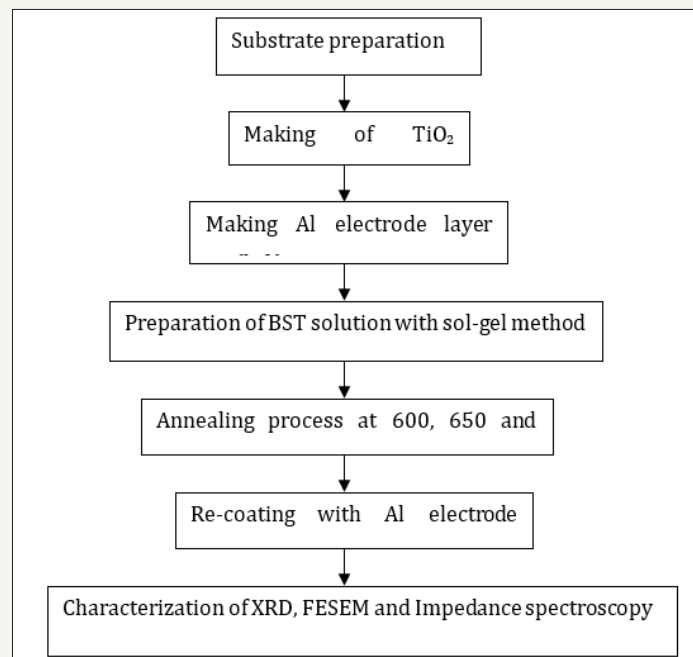 Substrate preparation
Making of TiO₂
Making Al electrode layer
Preparation of BST solution with sol-gel method
Annealing process at 600, 650 and
Re-coating with Al electrode
Characterization of XRD, FESEM and Impedance spectroscopy